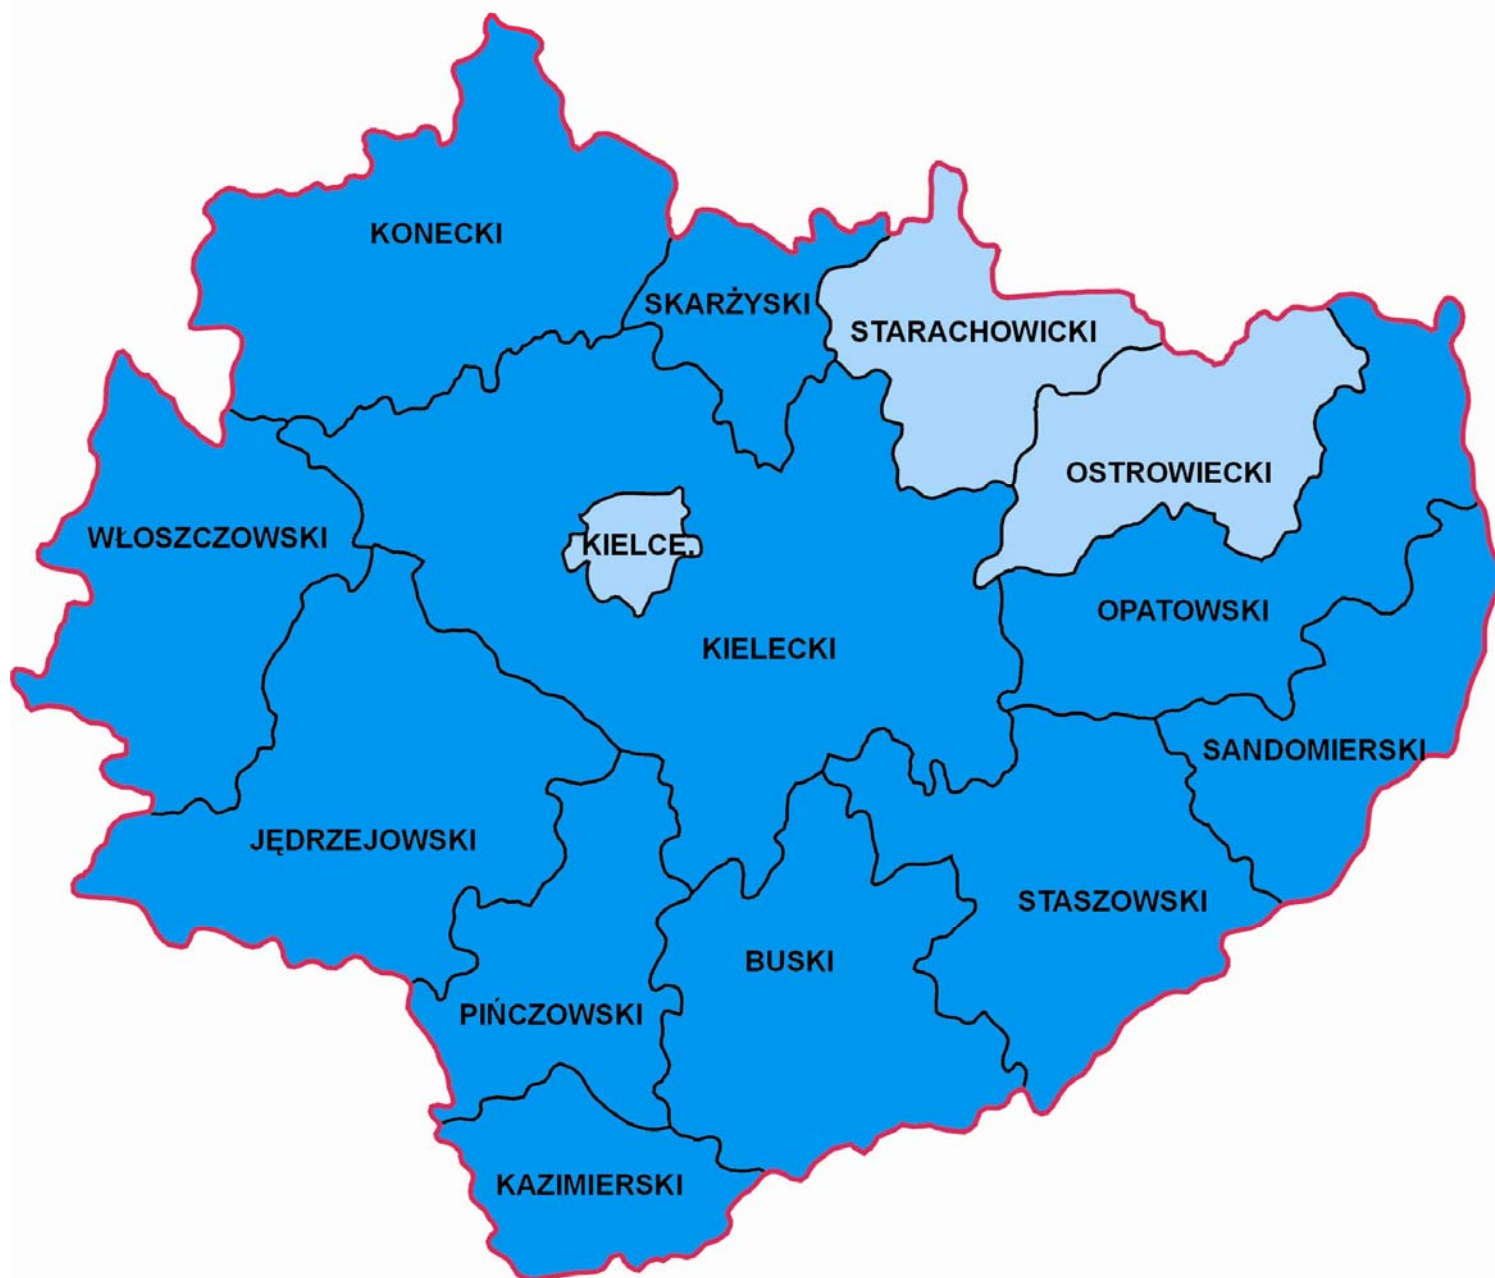 KONECKI
SKARŻYSKI
STARACHOWICKI
OSTROWIECKI
WŁOSZCZOWSKI
KIELCE.
OPATOWSKI
KIELECKI
SANDOMIERSKI
JĘDRZEJOWSKI
STASZOWSKI
BUSKI
PIŃCZOWSKI
KAZIMIERSKI